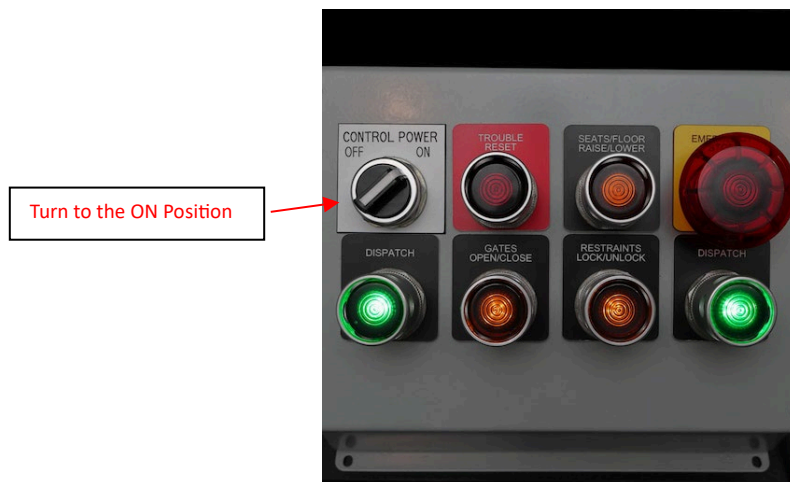 CONTROL POWER
OFF ON
TROUBLE
RESET
SEATS/FLOOR
RAISE/LOWER
Turn to the ON Position
DISPATCH
GATES
OPEN/CLOSE
RESTRAINTS
LOCK/UNLOCK
DISPATCH